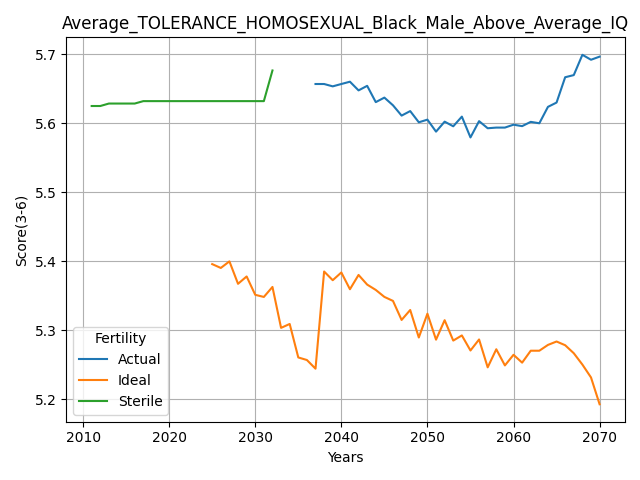 Average_TOLERANCE_HOMOSEXUAL_Black_Male_Above_Average_IQ
5.7
5.6
5.5
5.4
5.3
5.2
Score(3-6)
Fertility
Actual
Ideal
Sterile
2010 2020 2030 2040 2050 2060 2070
Years